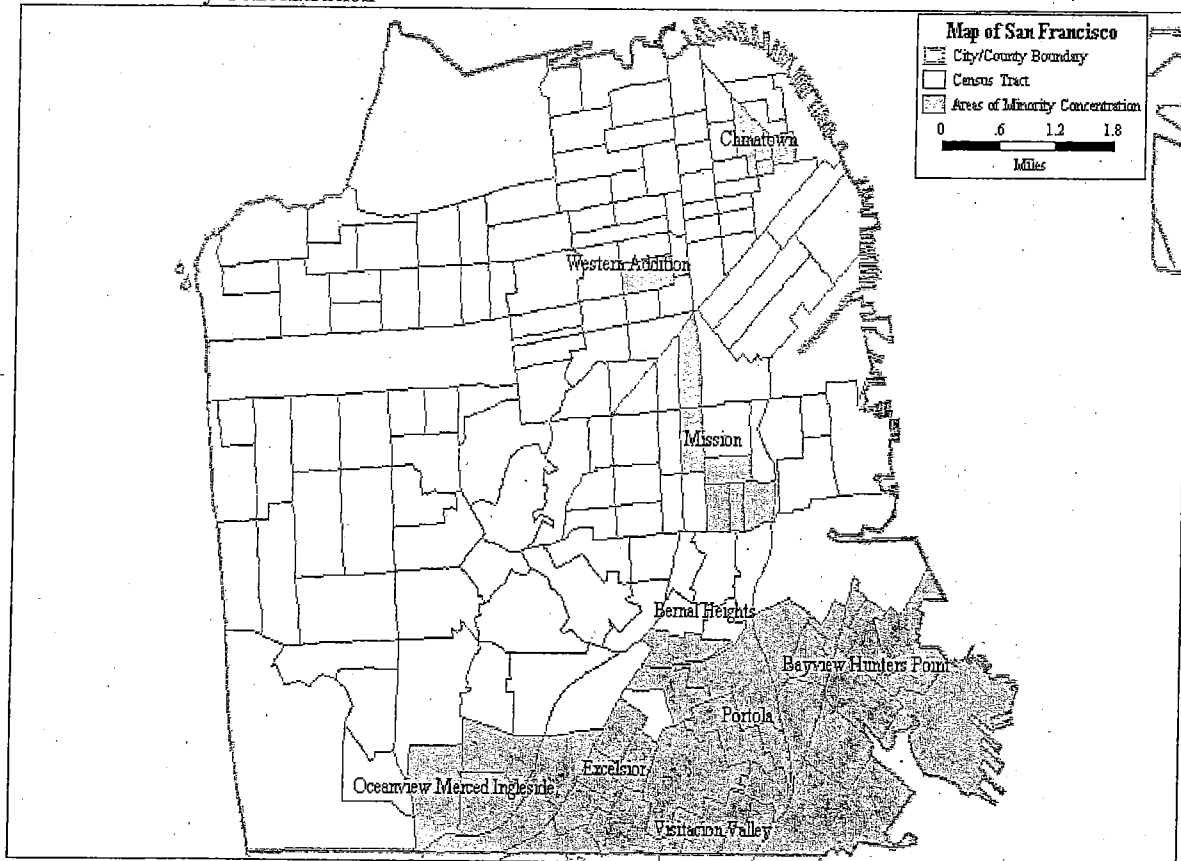 Map of San Francisco
City/County Boundary
Census Tract
Areas of Minority Concentration
0 .6 1.2 1.8
Miles
Chinatown
Western Addition
Mission
Bernal Heights
Bayview Hunters Point
Portola
Excelsior
Oceanview Merced Ingleside
Visitacion Valley